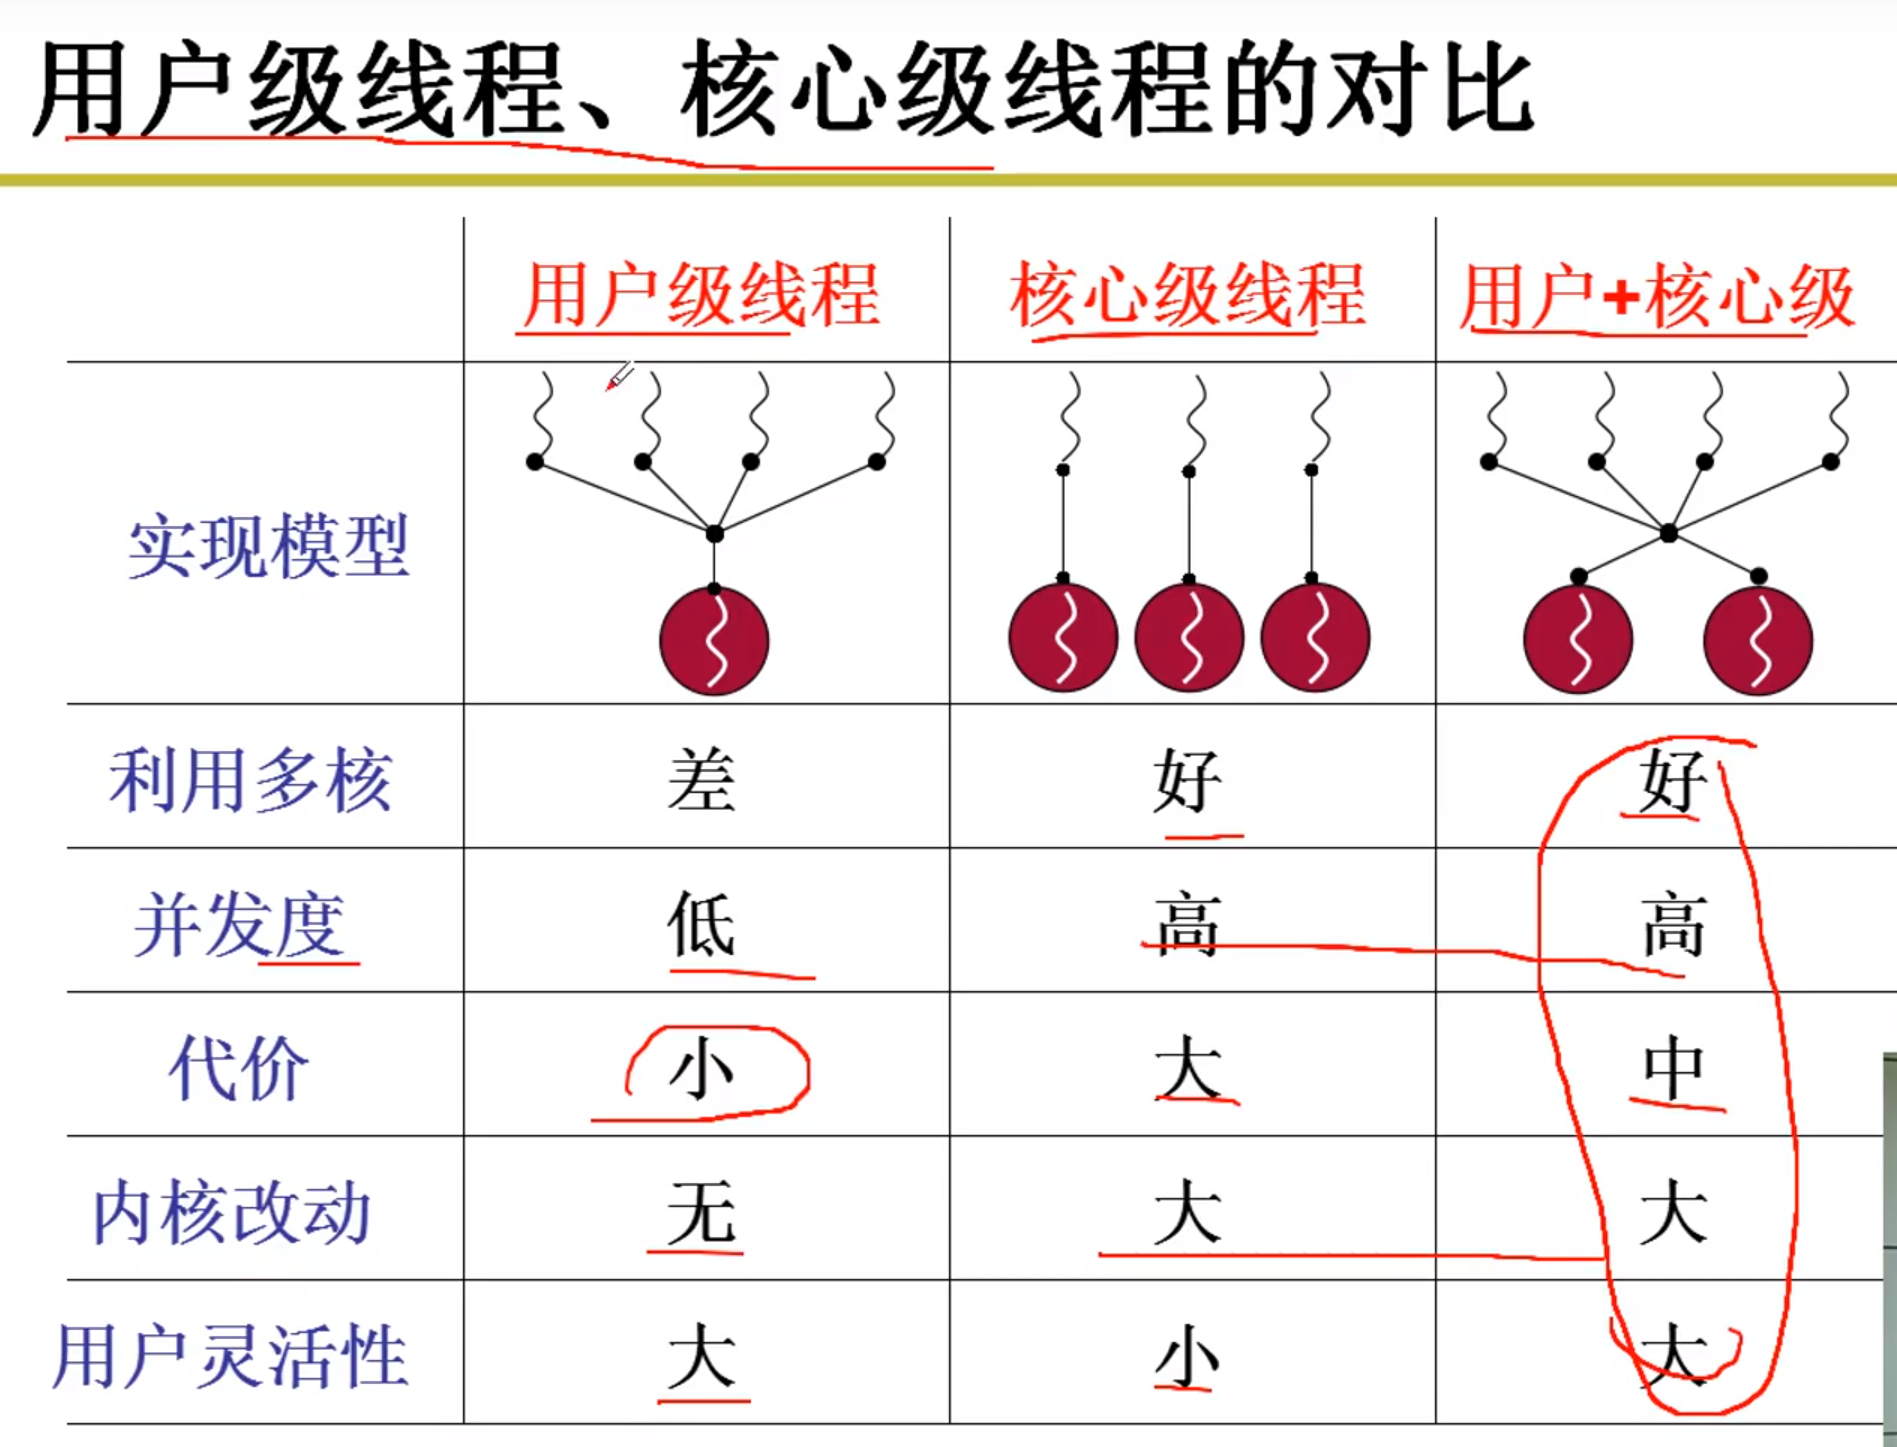 用户级线程、核心级线程的对比
用户级线程 核心级线程 用户+核心级
实现模型
利用多核 差 好 好
并发度 低 高 高
代价 小 大 中
内核改动 无 大 大
用户灵活性 大 小 大